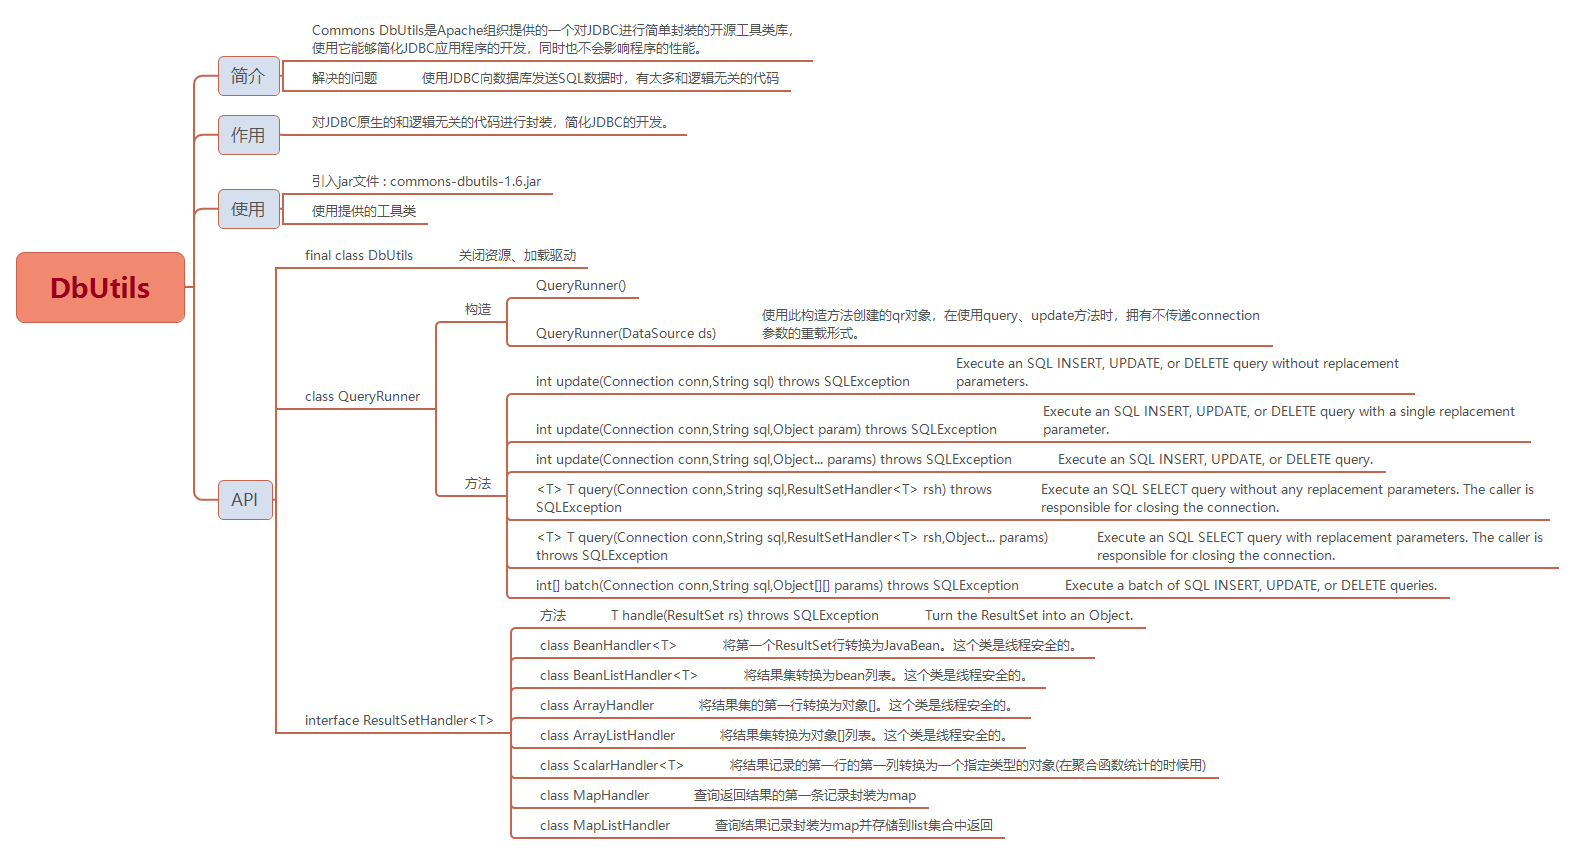 DbUtils
简介
Commons DbUtils是Apache组织提供的一个对JDBC进行简单封装的开源工具类库，
使用它能够简化JDBC应用程序的开发，同时也不会影响程序的性能。
解决的问题
使用JDBC向数据库发送SQL数据时，有太多和逻辑无关的代码
作用
对JDBC原生的和逻辑无关的代码进行封装，简化JDBC的开发。
使用
引入jar文件 : commons-dbutils-1.6.jar
使用提供的工具类
API
final class DbUtils
关闭资源、加载驱动
class QueryRunner
构造
QueryRunner()
QueryRunner(DataSource ds)
使用此构造方法创建的qr对象，在使用query、update方法时，拥有不传递connection
参数的重载形式。
方法
int update(Connection conn,String sql) throws SQLException
Execute an SQL INSERT, UPDATE, or DELETE query without replacement
parameters.
int update(Connection conn,String sql,Object param) throws SQLException
Execute an SQL INSERT, UPDATE, or DELETE query with a single replacement
parameter.
int update(Connection conn,String sql,Object... params) throws SQLException
Execute an SQL INSERT, UPDATE, or DELETE query.
<T> T query(Connection conn,String sql,ResultSetHandler<T> rsh) throws
SQLException
Execute an SQL SELECT query without any replacement parameters. The caller is
responsible for closing the connection.
<T> T query(Connection conn,String sql,ResultSetHandler<T> rsh,Object... params)
throws SQLException
Execute an SQL SELECT query with replacement parameters. The caller is
responsible for closing the connection.
int[] batch(Connection conn,String sql,Object[][] params) throws SQLException
Execute a batch of SQL INSERT, UPDATE, or DELETE queries.
interface ResultSetHandler<T>
方法
T handle(ResultSet rs) throws SQLException
Turn the ResultSet into an Object.
class BeanHandler<T>
将第一个ResultSet行转换为JavaBean。这个类是线程安全的。
class BeanListHandler<T>
将结果集转换为bean列表。这个类是线程安全的。
class ArrayHandler
将结果集的第一行转换为对象[]。这个类是线程安全的。
class ArrayListHandler
将结果集转换为对象[]列表。这个类是线程安全的。
class ScalarHandler<T>
将结果记录的第一行的第一列转换为一个指定类型的对象(在聚合函数统计的时候用)
class MapHandler
查询返回结果的第一条记录封装为map
class MapListHandler
查询结果记录封装为map并存储到list集合中返回